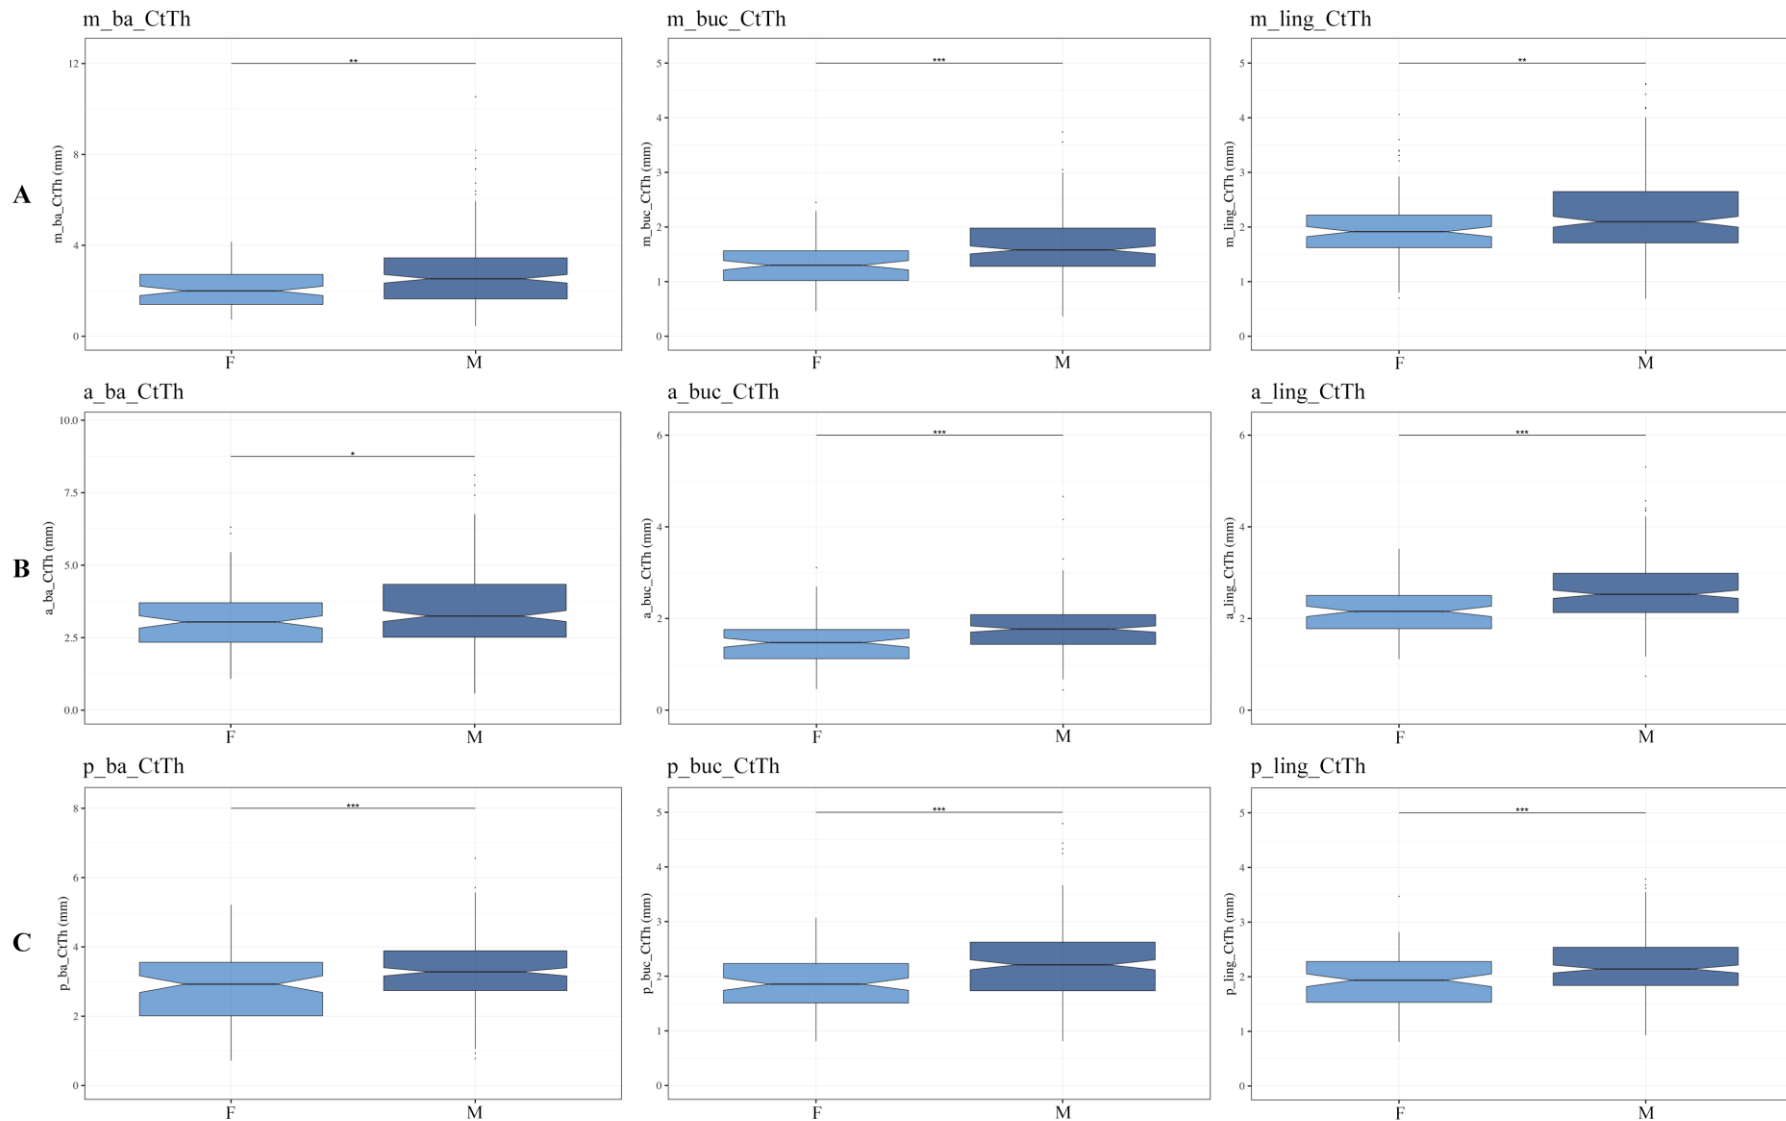 m_ba_CtTh
m_buc_CtTh
m_ling_CtTh
A
m_ba_CtTh (mm)
12
8
4
0
**
F
M
m_buc_CtTh (mm)
5
4
3
2
1
0
***
F
M
m_ling_CtTh (mm)
5
4
3
2
1
0
**
F
M
a_ba_CtTh
a_buc_CtTh
a_ling_CtTh
B
a_ba_CtTh (mm)
10.0
7.5
5.0
2.5
0.0
*
F
M
a_buc_CtTh (mm)
6
4
2
0
***
F
M
a_ling_CtTh (mm)
6
4
2
0
***
F
M
p_ba_CtTh
p_buc_CtTh
p_ling_CtTh
C
p_ba_CtTh (mm)
8
6
4
2
0
***
F
M
p_buc_CtTh (mm)
5
4
3
2
1
0
***
F
M
p_ling_CtTh (mm)
5
4
3
2
1
0
***
F
M